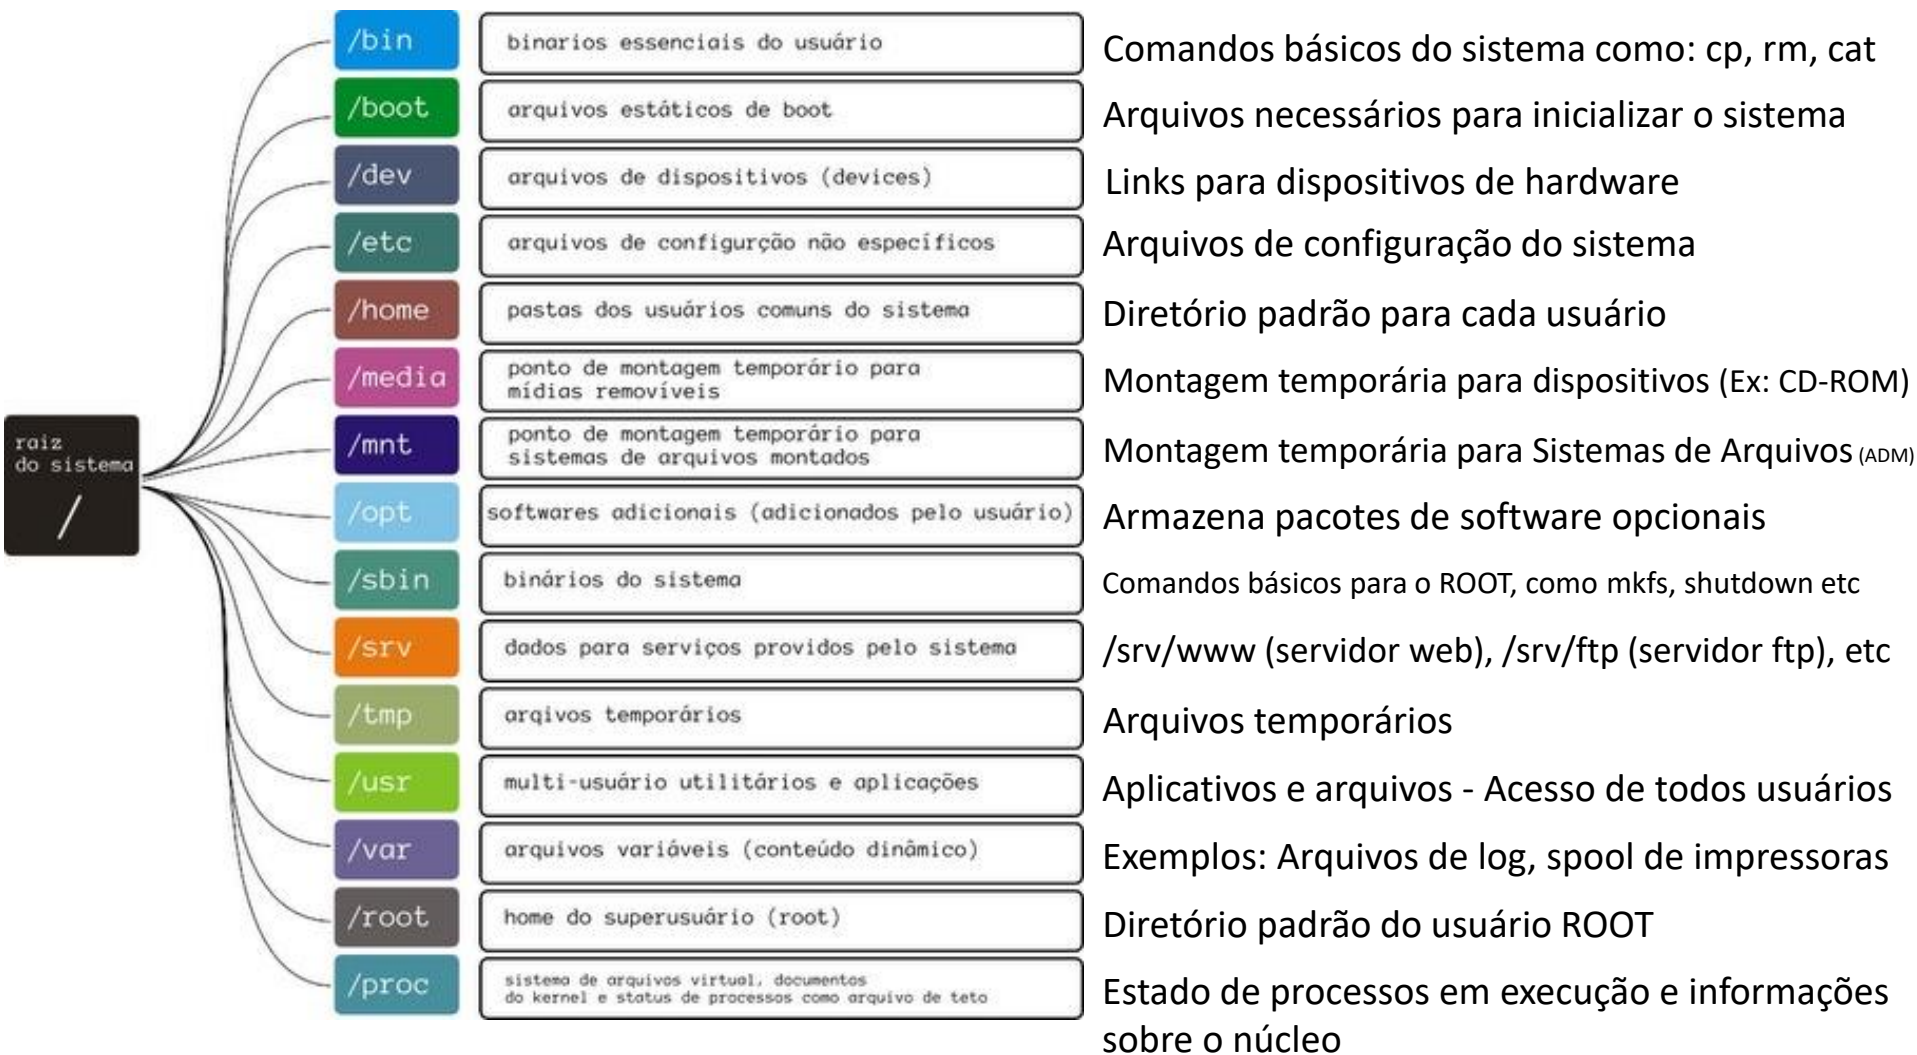 raiz
do sistema
/
/bin
binarios essenciais do usuário
Comandos básicos do sistema como: cp, rm, cat
/boot
arquivos estáticos de boot
Arquivos necessários para inicializar o sistema
/dev
arquivos de dispositivos (devices)
Links para dispositivos de hardware
/etc
arquivos de configurção não específicos
Arquivos de configuração do sistema
/home
pastas dos usuários comuns do sistema
Diretório padrão para cada usuário
/media
ponto de montagem temporário para
mídias removíveis
Montagem temporária para dispositivos (Ex: CD-ROM)
/mnt
ponto de montagem temporário para
sistemas de arquivos montados
Montagem temporária para Sistemas de Arquivos (ADM)
/opt
softwares adicionais (adicionados pelo usuário)
Armazena pacotes de software opcionais
/sbin
binários do sistema
Comandos básicos para o ROOT, como mkfs, shutdown etc
/srv
dados para serviços providos pelo sistema
/srv/www (servidor web), /srv/ftp (servidor ftp), etc
/tmp
arqivos temporários
Arquivos temporários
/usr
multi-usuário utilitários e aplicações
Aplicativos e arquivos - Acesso de todos usuários
/var
arquivos variáveis (conteúdo dinâmico)
Exemplos: Arquivos de log, spool de impressoras
/root
home do superusuário (root)
Diretório padrão do usuário ROOT
/proc
sistema de arquivos virtual, documentos
do kernel e status de processos como arquivo de teto
Estado de processos em execução e informações
sobre o núcleo